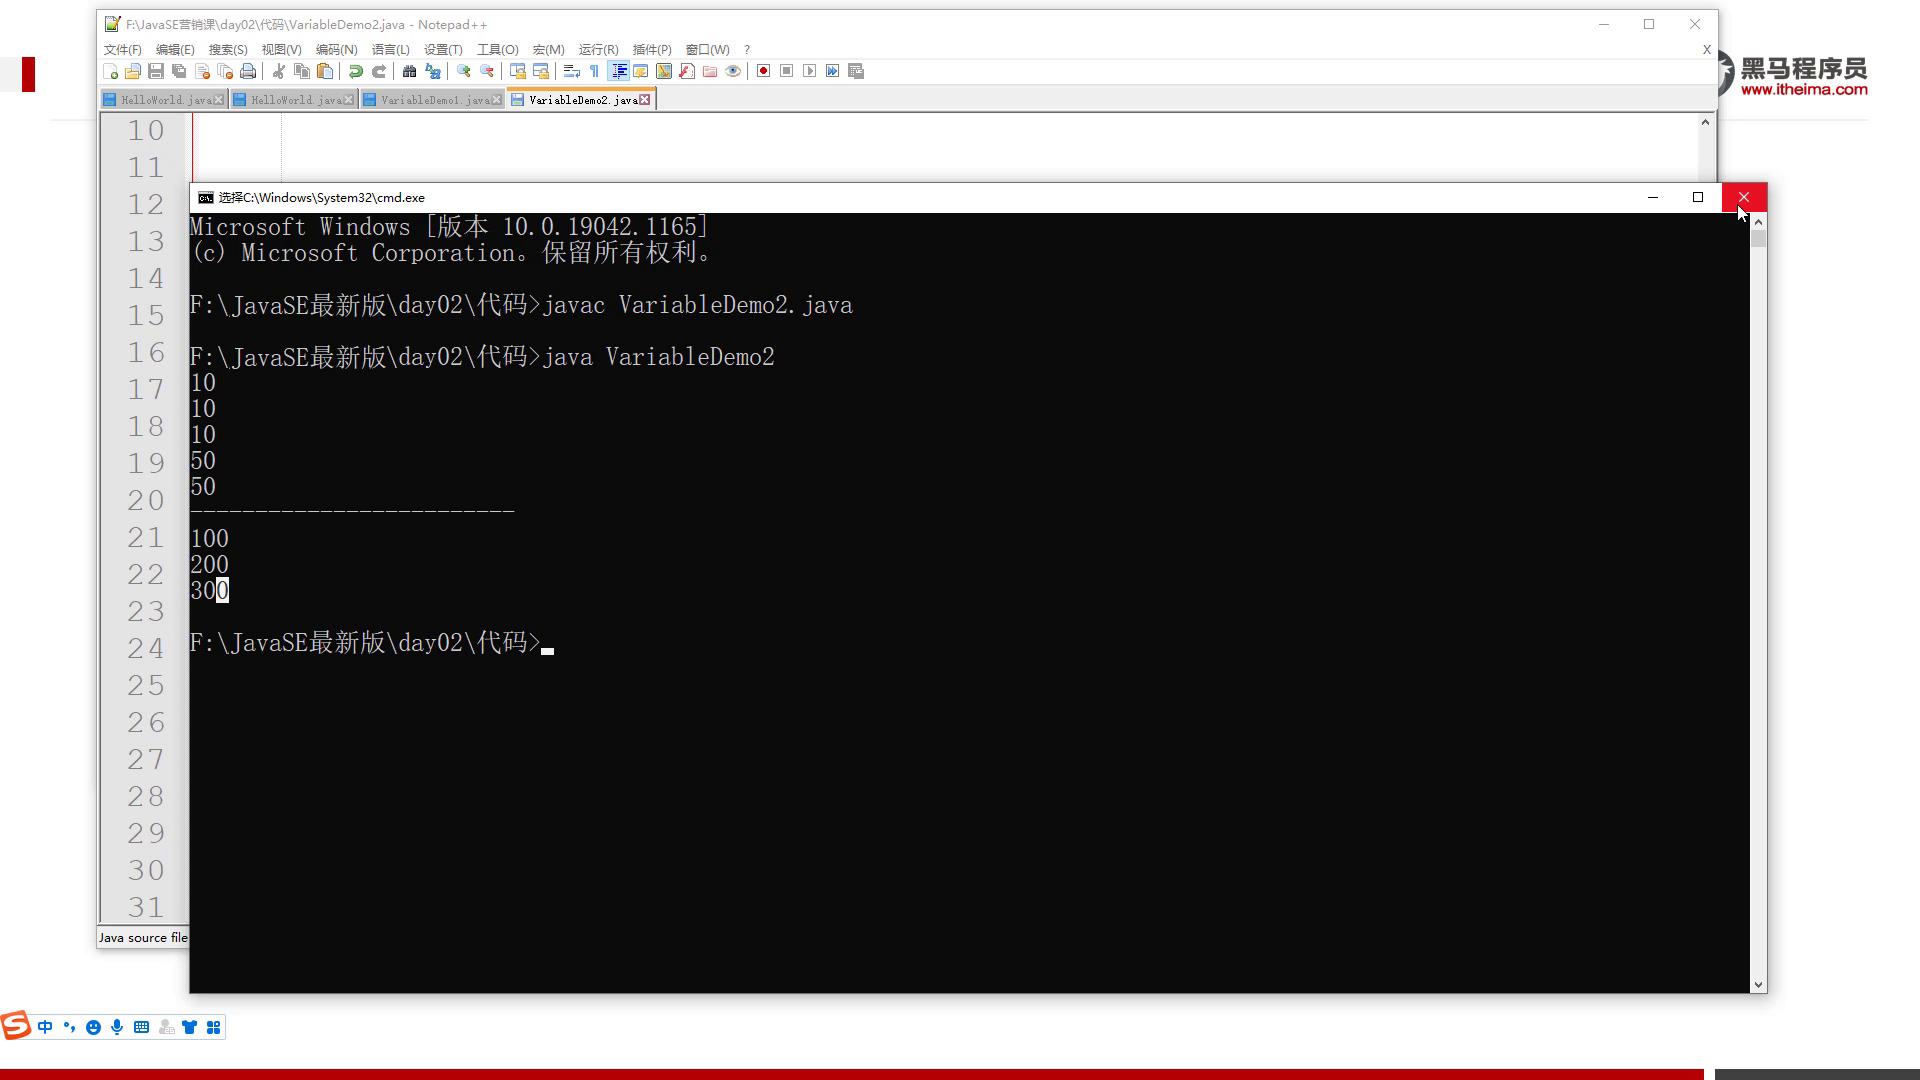 F:\JavaSE营销课\day02\代码\VariableDemo2.java - Notepad++
文件(F) 编辑(E) 搜索(S) 视图(V) 编码(N) 语言(L) 设置(T) 工具(O) 宏(M) 运行(R) 插件(P) 窗口(W) ? X
黑马程序员
www.itheima.com
HelloWorld.java HelloWorld.java VariableDemo1.java VariableDemo2.java
10
11
12
13
14
15
16
17
18
19
20
21
22
23
24
25
26
27
28
29
30
31
选择C:\Windows\System32\cmd.exe
Microsoft Windows [版本 10.0.19042.1165]
(c) Microsoft Corporation。保留所有权利。
F:\JavaSE最新版\day02\代码>javac VariableDemo2.java
F:\JavaSE最新版\day02\代码>java VariableDemo2
10
10
10
50
50
-------------------------
100
200
300
F:\JavaSE最新版\day02\代码>
Java source file
中